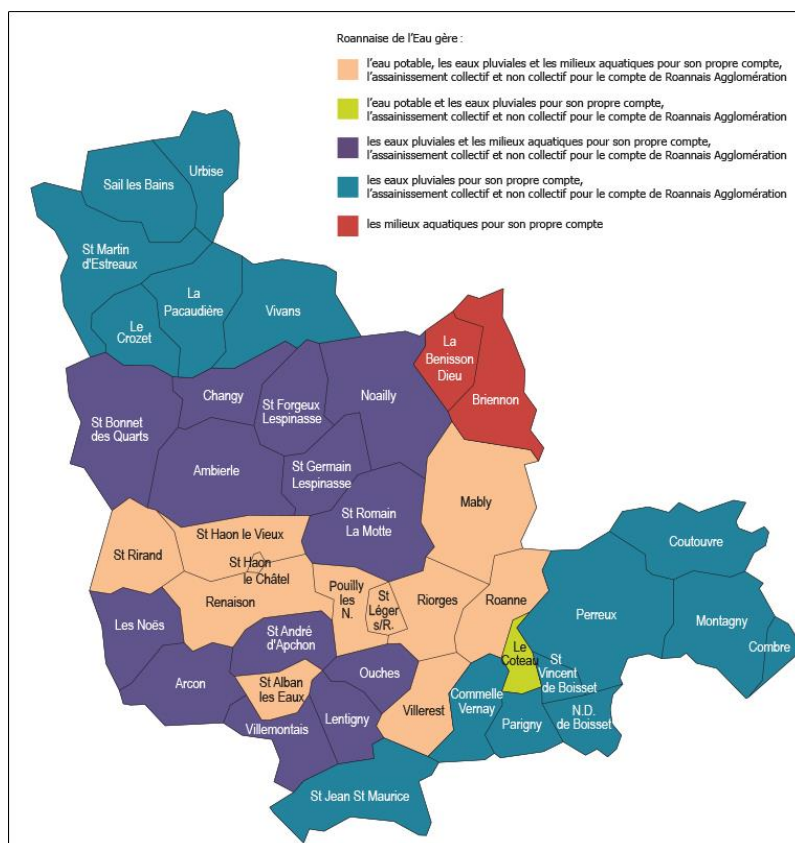 Roannaise de l'Eau gère :
l'eau potable, les eaux pluviales et les milieux aquatiques pour son propre compte,
l'assainissement collectif et non collectif pour le compte de Roannais Agglomération
l'eau potable et les eaux pluviales pour son propre compte,
l'assainissement collectif et non collectif pour le compte de Roannais Agglomération
les eaux pluviales et les milieux aquatiques pour son propre compte,
l'assainissement collectif et non collectif pour le compte de Roannais Agglomération
les eaux pluviales pour son propre compte,
l'assainissement collectif et non collectif pour le compte de Roannais Agglomération
les milieux aquatiques pour son propre compte
Urbise
Sail les Bains
St Martin
d'Estreaux
La
Pacaudière
Vivans
Le
Crozet
La
Benisson
Dieu
Briennon
Changy
St Forgeux
Lespinasse
Noailly
St Bonnet
des Quarts
Ambierle
St Germain
Lespinasse
St Romain
La Motte
Mably
St Haon le Vieux
St Rirand
St Haon
le Châtel
Renaison
Pouilly
les N.
St
Léger
s/R.
Riorges
Roanne
Coutouvre
Perreux
Montagny
Combre
Les Noës
St André
d'Apchon
Le
Coteau
St
Vincent
de Boisset
Arcon
St Alban
les Eaux
Ouches
Villerest
Commelle
Vernay
N.D.
de Boisset
Parigny
Villemontais
Lentigny
St Jean St Maurice